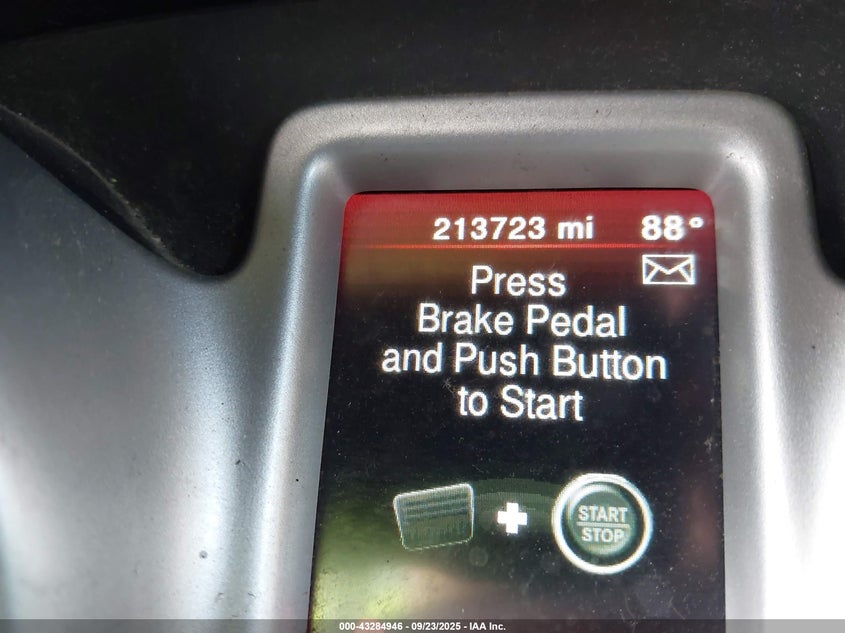 213723 mi 88°
Press
Brake Pedal
and Push Button
to Start
START
STOP
000-43284946 - 09/23/2025 - IAA Inc.